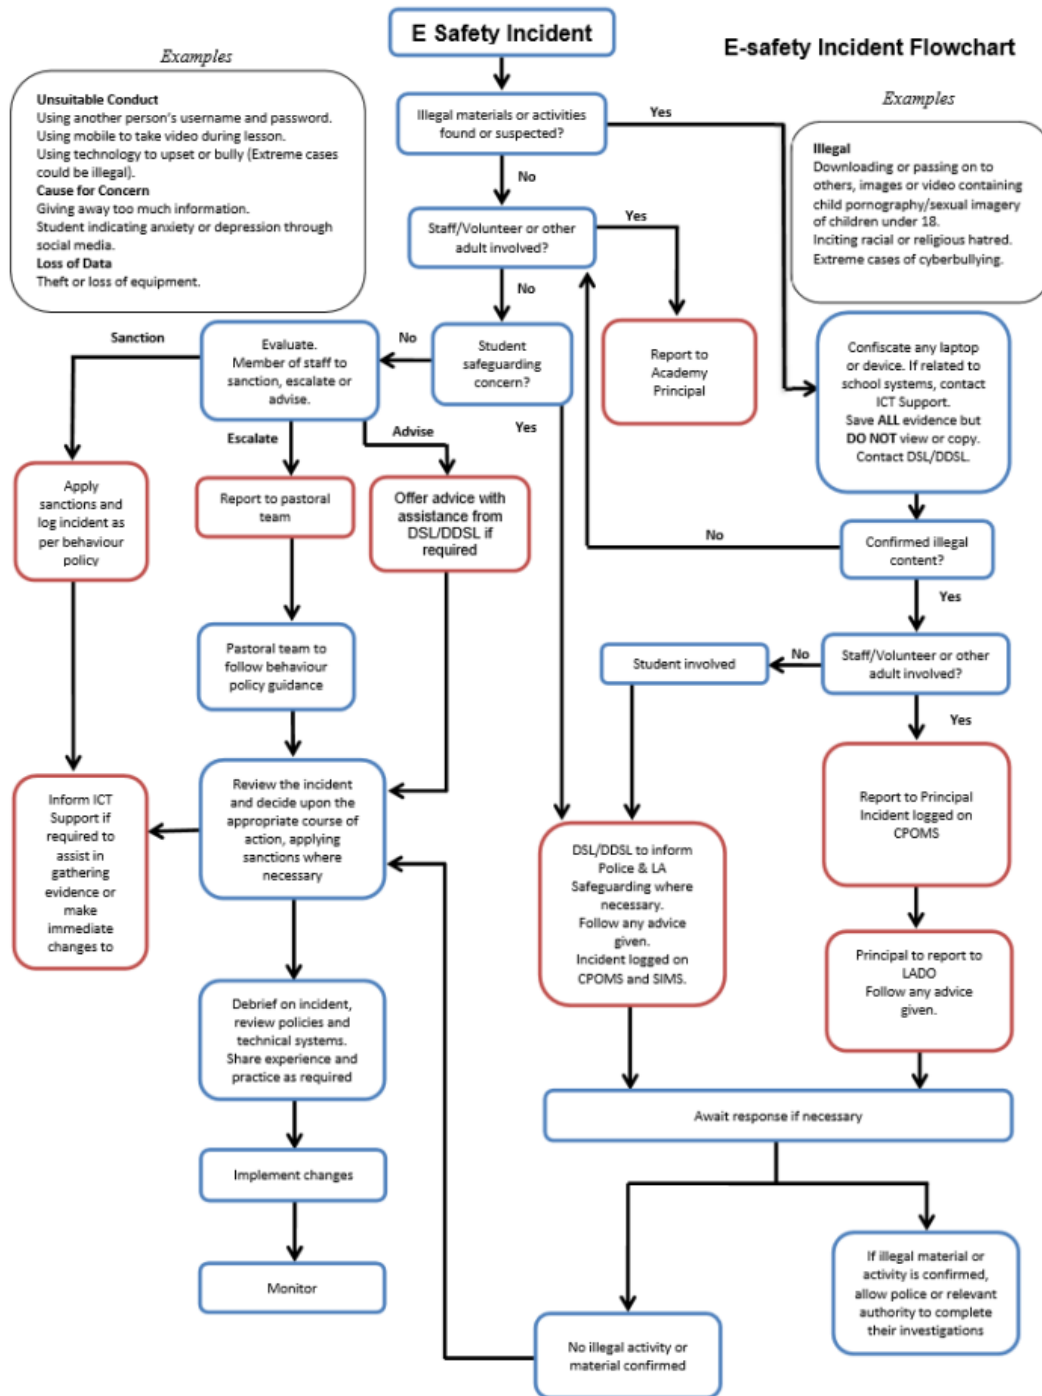 E Safety Incident
E-safety Incident Flowchart
Examples
Unsuitable Conduct
Using another person's username and password.
Using mobile to take video during lesson.
Using technology to upset or bully (Extreme cases
could be illegal).
Cause for Concern
Giving away too much information.
Student indicating anxiety or depression through
social media.
Loss of Data
Theft or loss of equipment.
Illegal materials or activities
found or suspected?
Yes
Examples
Illegal
Downloading or passing on to
others, images or video containing
child pornography/sexual imagery
of children under 18.
Inciting racial or religious hatred.
Extreme cases of cyberbullying.
No
Staff/Volunteer or other
adult involved?
Yes
No
Report to
Academy
Principal
Confiscate any laptop
or device. If related to
school systems, contact
ICT Support.
Save ALL evidence but
DO NOT view or copy.
Contact DSL/DDSL.
Student
safeguarding
concern?
No
Yes
Evaluate.
Member of staff to
sanction, escalate or
advise.
Sanction
Escalate
Advise
Apply
sanctions and
log incident as
per behaviour
policy
Report to pastoral
team
Offer advice with
assistance from
DSL/DDSL if
required
Confirmed illegal
content?
No
Yes
Pastoral team to
follow behaviour
policy guidance
Student involved
No
Staff/Volunteer or other
adult involved?
Yes
Inform ICT
Support if
required to
assist in
gathering
evidence or
make
immediate
changes to
Review the incident
and decide upon the
appropriate course of
action, applying
sanctions where
necessary
DSL/DDSL to inform
Police & LA
Safeguarding where
necessary.
Follow any advice
given.
Incident logged on
CPOMS and SIMS.
Report to Principal
Incident logged on
CPOMS
Principal to report to
LADO
Follow any advice
given.
Debrief on incident,
review policies and
technical systems.
Share experience and
practice as required
Await response if necessary
Implement changes
Monitor
No illegal activity or
material confirmed
If illegal material or
activity is confirmed,
allow police or relevant
authority to complete
their investigations